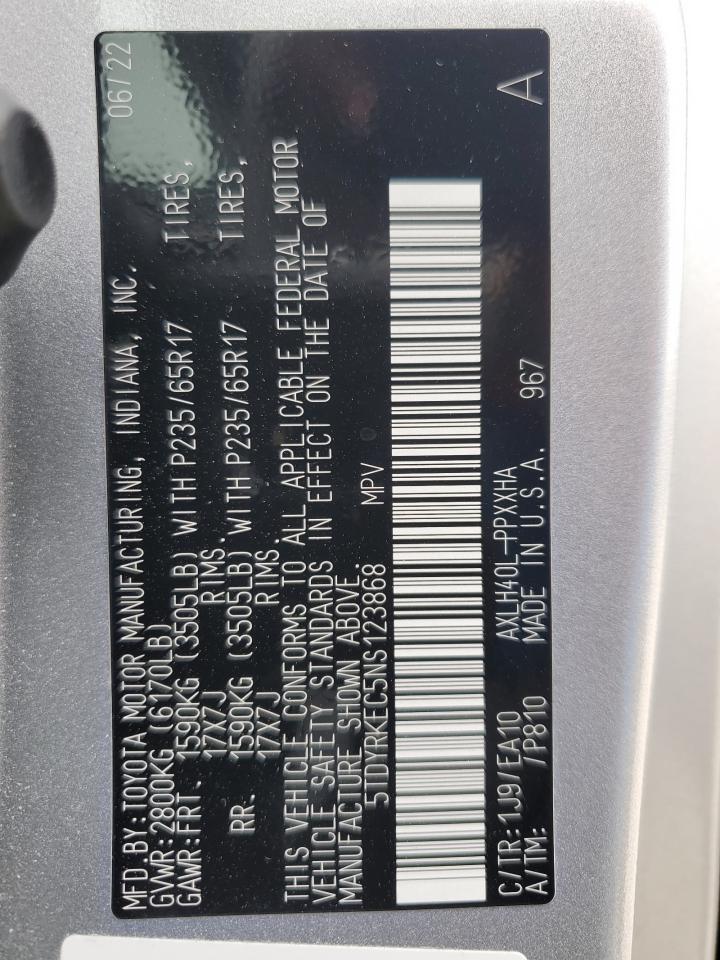 MFD.BY:TOYOTA MOTOR MANUFACTURING, INDIANA, INC. 06/22
GVWR:2800KG (6170LB)
GAWR:FRT. 1590KG (3505LB) WITH P235/65R17 TIRES,
17X7J RIMS.
RR. 1590KG (3505LB) WITH P235/65R17 TIRES,
17X7J RIMS.
THIS VEHICLE CONFORMS TO ALL APPLICABLE FEDERAL MOTOR
VEHICLE SAFETY STANDARDS IN EFFECT ON THE DATE OF
MANUFACTURE SHOWN ABOVE.
5TDYRKEC5NS123868 MPV
C/TR:1J9/EA10 AXLH40L-PPXXHA A
A/TM: /P810 MADE IN U.S.A. 967